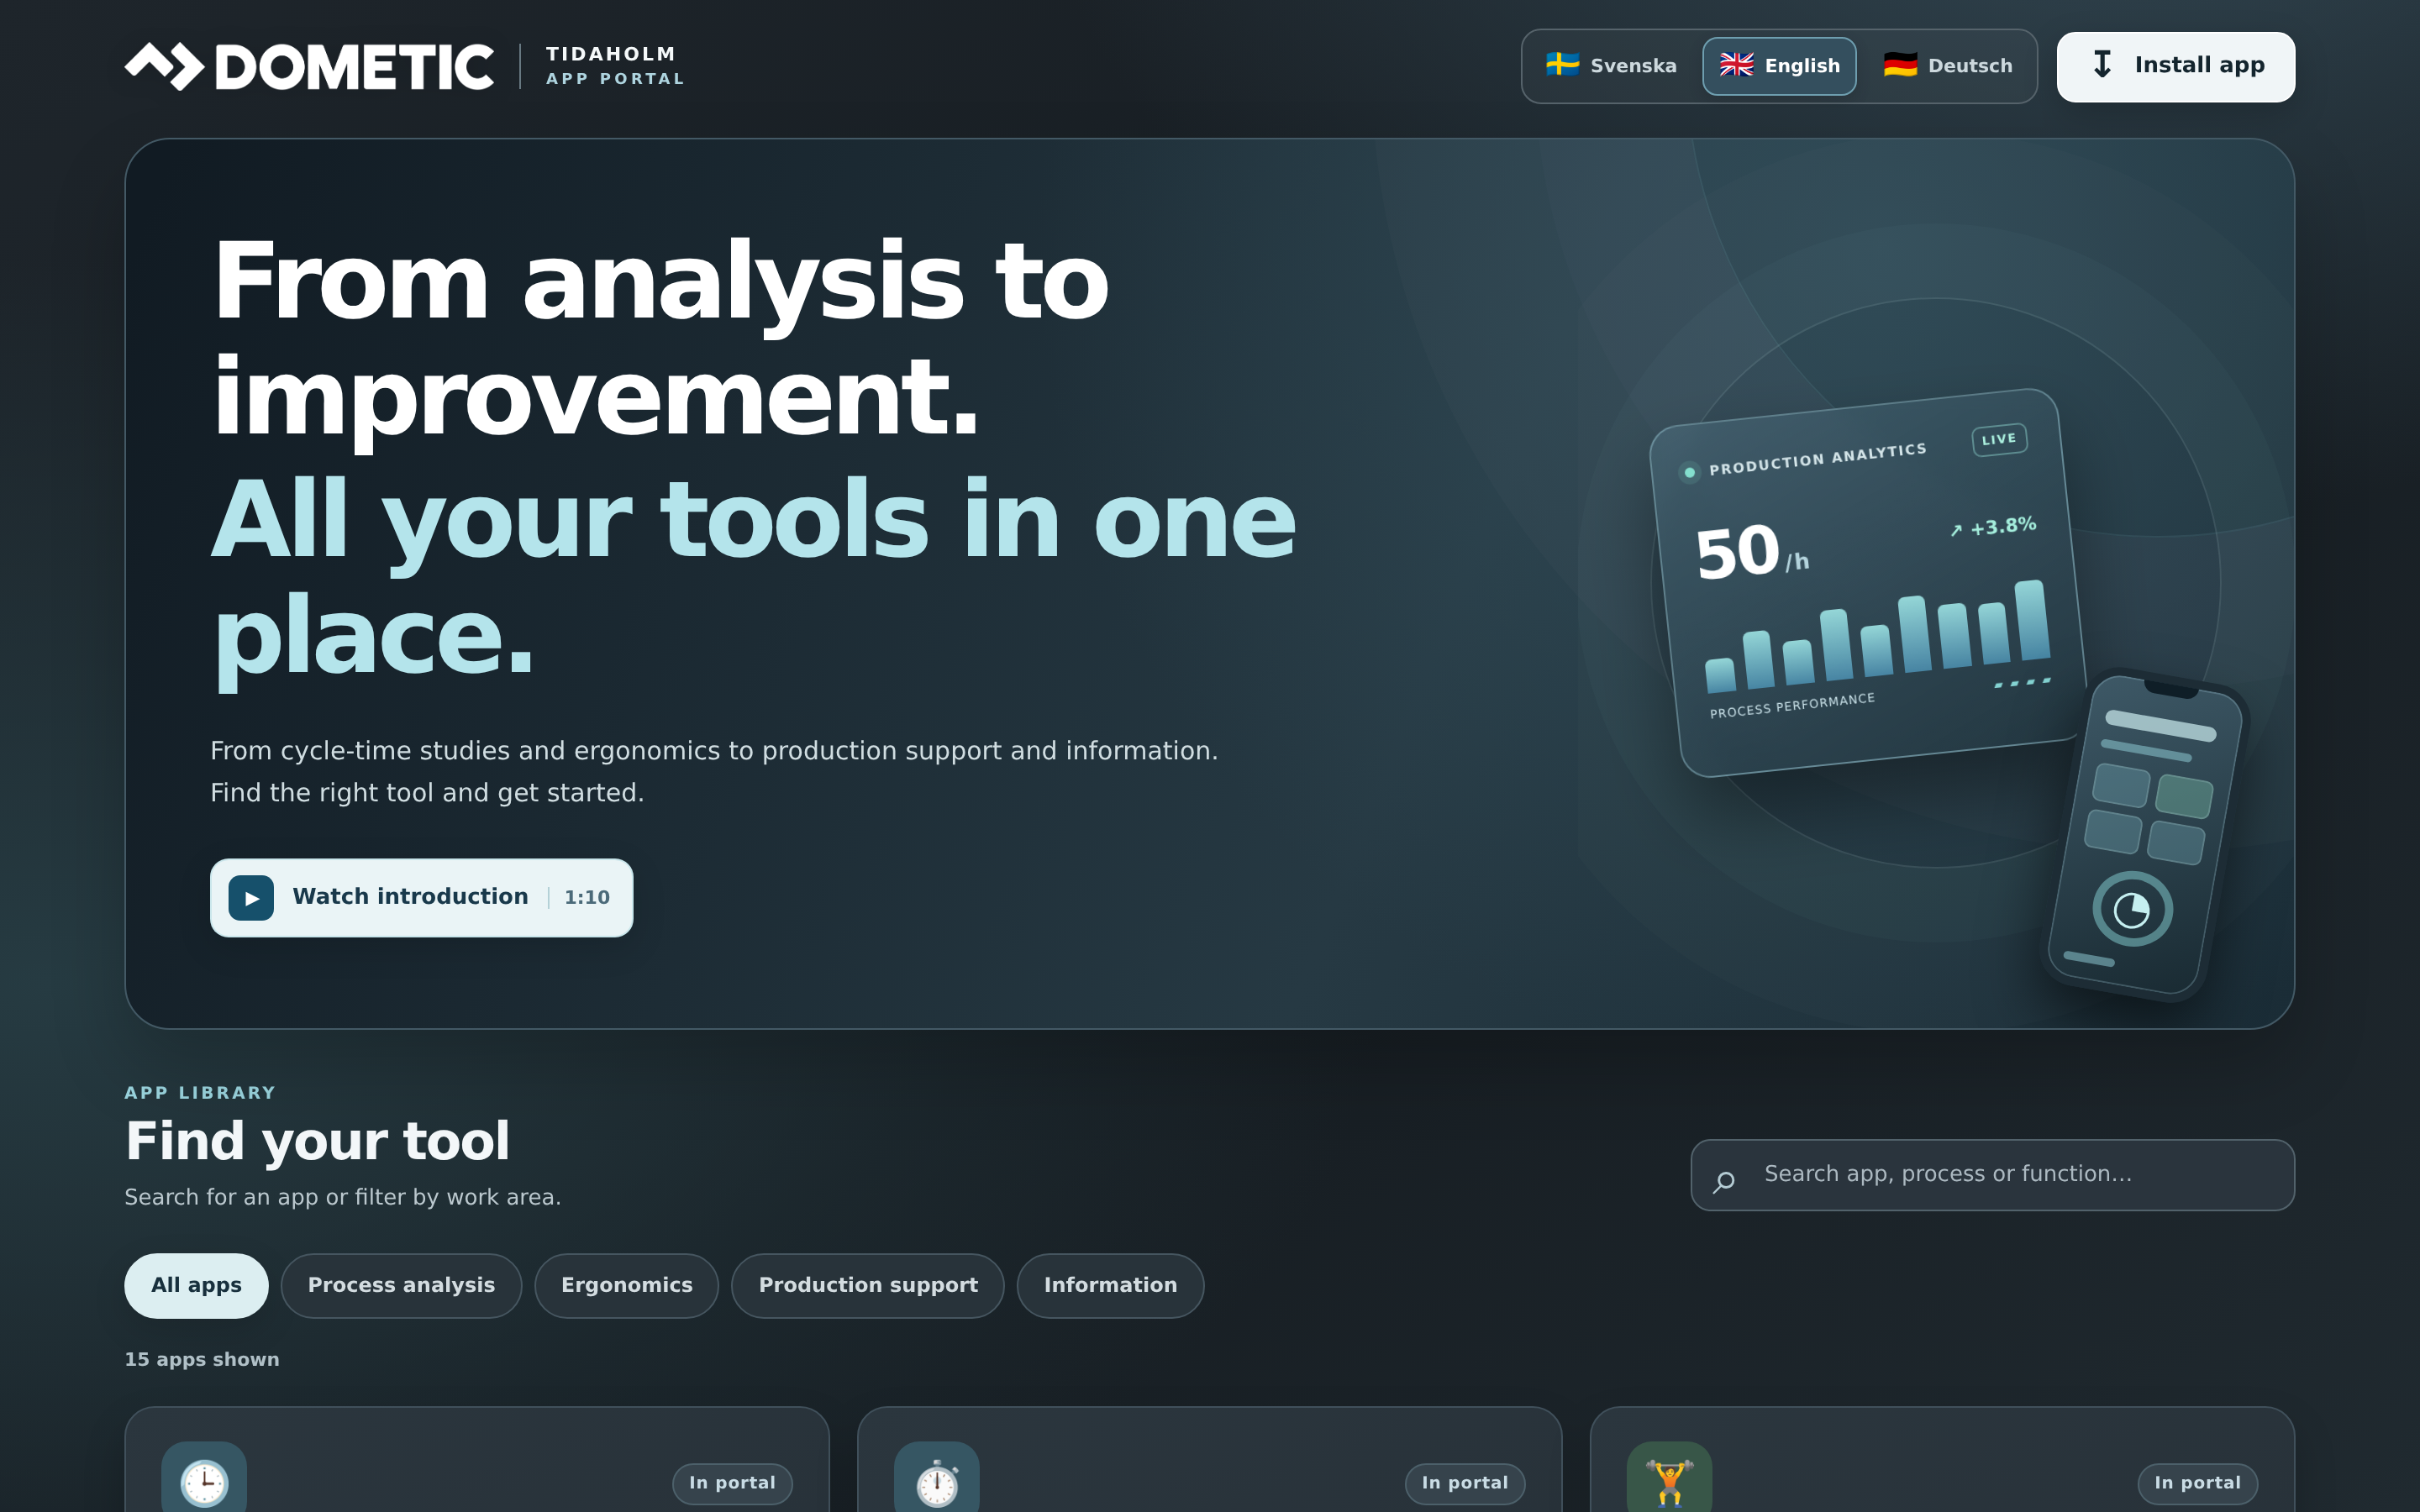 DOMETIC
TIDAHOLM
APP PORTAL
Svenska
English
Deutsch
Install app
From analysis to
improvement.
All your tools in one
place.
From cycle-time studies and ergonomics to production support and information.
Find the right tool and get started.
Watch introduction
1:10
PRODUCTION ANALYTICS
LIVE
50/h
↗ +3.8%
PROCESS PERFORMANCE
APP LIBRARY
Find your tool
Search for an app or filter by work area.
Search app, process or function...
All apps
Process analysis
Ergonomics
Production support
Information
15 apps shown
In portal
In portal
In portal